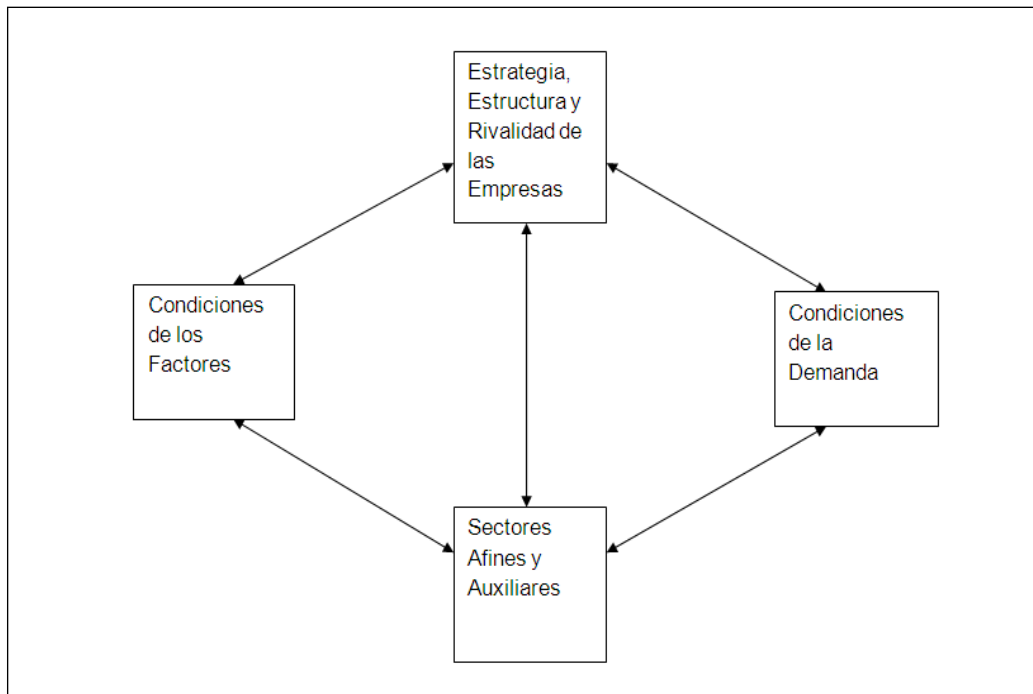 Estrategia,
Estructura y
Rivalidad de
las
Empresas
Condiciones
de los
Factores
Condiciones
de la
Demanda
Sectores
Afines y
Auxiliares